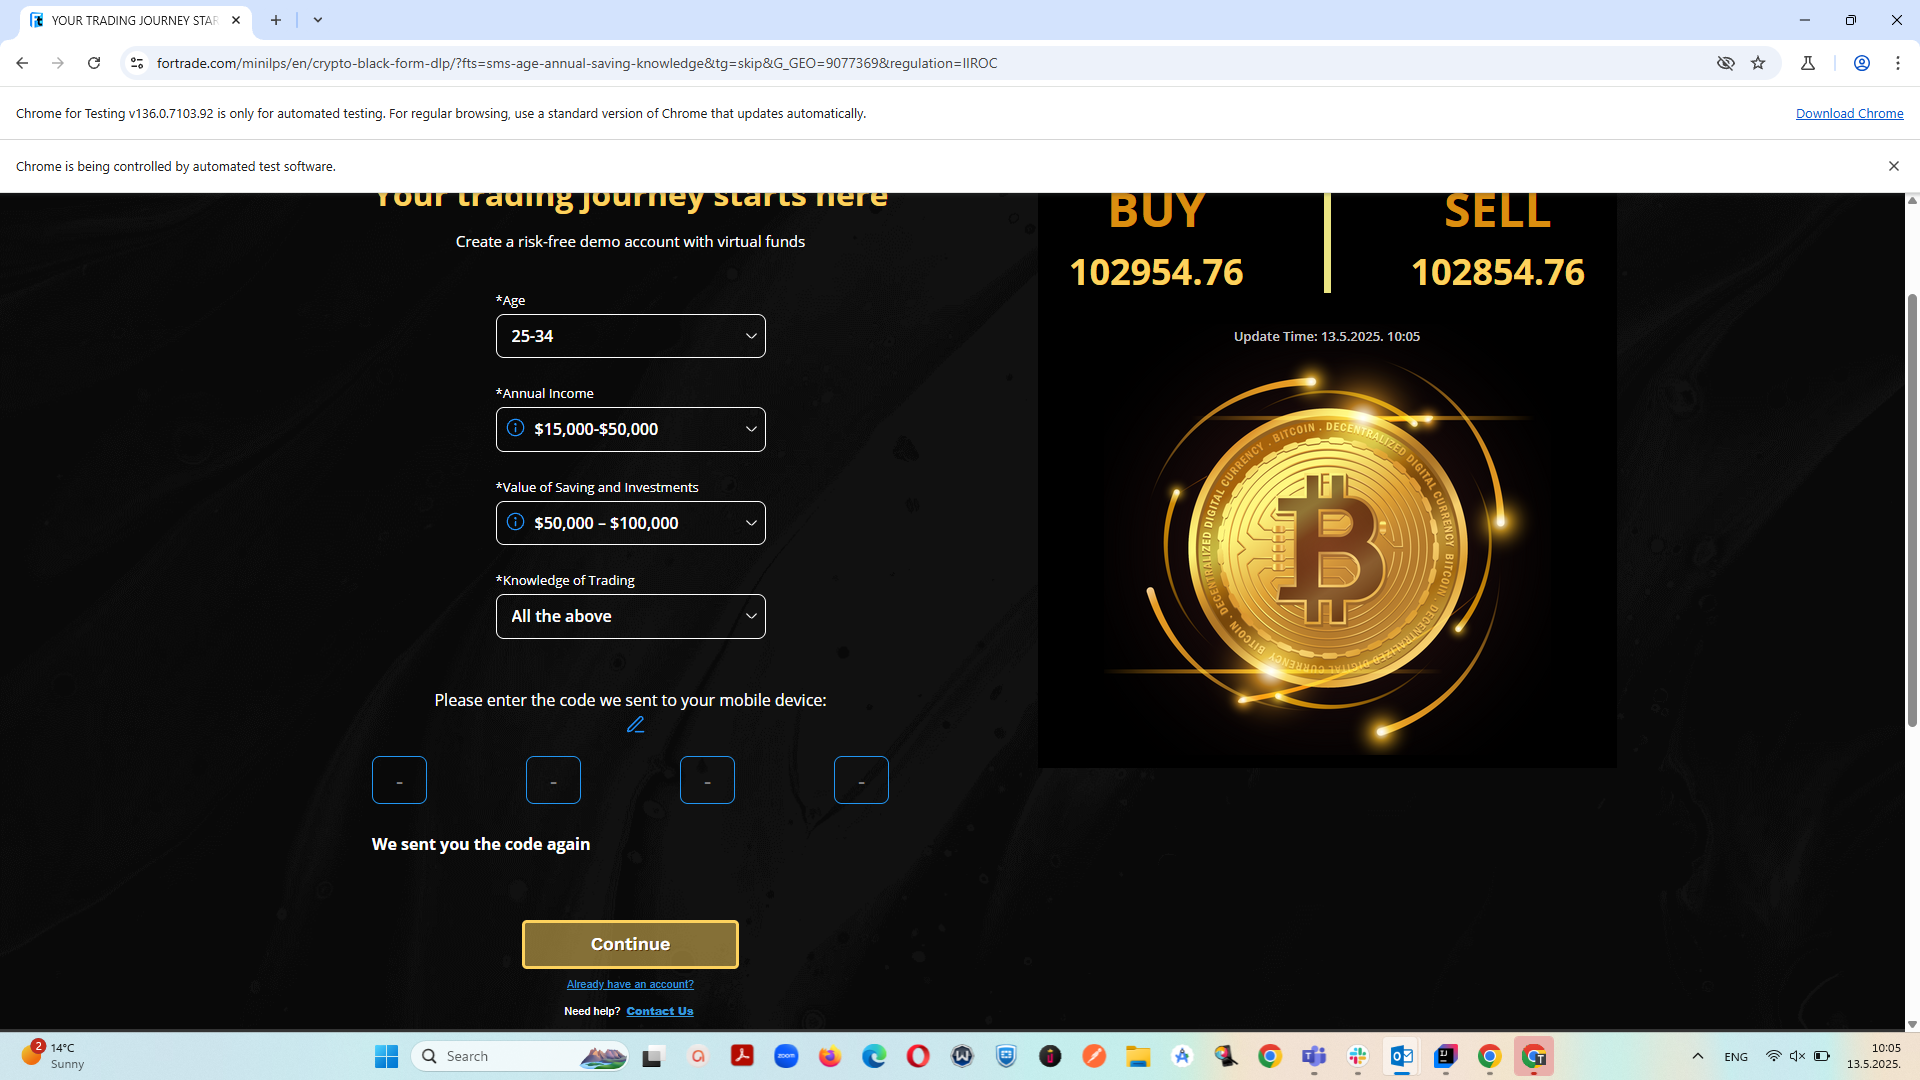 YOUR TRADING JOURNEY STAR
fortrade.com/minilps/en/crypto-black-form-dlp/?fts=sms-age-annual-saving-knowledge&tg=skip&G_GEO=9077369&regulation=IIROC
Chrome for Testing v136.0.7103.92 is only for automated testing. For regular browsing, use a standard version of Chrome that updates automatically.
Download Chrome
Chrome is being controlled by automated test software.
Your trading journey starts here
Create a risk-free demo account with virtual funds
*Age
25-34
*Annual Income
$15,000-$50,000
*Value of Saving and Investments
$50,000 – $100,000
*Knowledge of Trading
All the above
Please enter the code we sent to your mobile device:
-
-
-
-
We sent you the code again
Continue
Already have an account?
Need help? Contact Us
BUY
102954.76
SELL
102854.76
Update Time: 13.5.2025. 10:05
BITCOIN . DECENTRALIZED DIGITAL CURRENCY
BITCOIN . DECENTRALIZED DIGITAL CURRENCY
BITCOIN . DECENTRALIZED DIGITAL CURRENCY
2
14°C
Sunny
Search
zoom
ENG
10:05
13.5.2025.